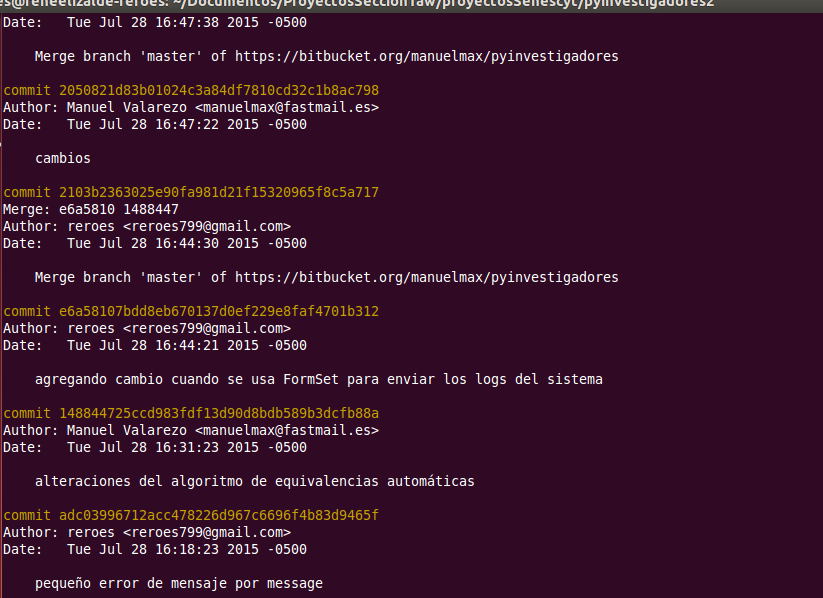 es@reneelizalde-reroes: ~/Documentos/ProyectosSeccionTaw/proyectosSenescyt/pyinvestigadores2
Date:   Tue Jul 28 16:47:38 2015 -0500
Merge branch 'master' of https://bitbucket.org/manuelmax/pyinvestigadores
commit 2050821d83b01024c3a84df7810cd32c1b8ac798
Author: Manuel Valarezo <manuelmax@fastmail.es>
Date:   Tue Jul 28 16:47:22 2015 -0500
cambios
commit 2103b2363025e90fa981d21f15320965f8c5a717
Merge: e6a5810 1488447
Author: reroes <reroes799@gmail.com>
Date:   Tue Jul 28 16:44:30 2015 -0500
Merge branch 'master' of https://bitbucket.org/manuelmax/pyinvestigadores
commit e6a58107bdd8eb670137d0ef229e8faf4701b312
Author: reroes <reroes799@gmail.com>
Date:   Tue Jul 28 16:44:21 2015 -0500
agregando cambio cuando se usa FormSet para enviar los logs del sistema
commit 148844725ccd983fdf13d90d8bdb589b3dcfb88a
Author: Manuel Valarezo <manuelmax@fastmail.es>
Date:   Tue Jul 28 16:31:23 2015 -0500
alteraciones del algoritmo de equivalencias automáticas
commit adc03996712acc478226d967c6696f4b83d9465f
Author: reroes <reroes799@gmail.com>
Date:   Tue Jul 28 16:18:23 2015 -0500
pequeño error de mensaje por message